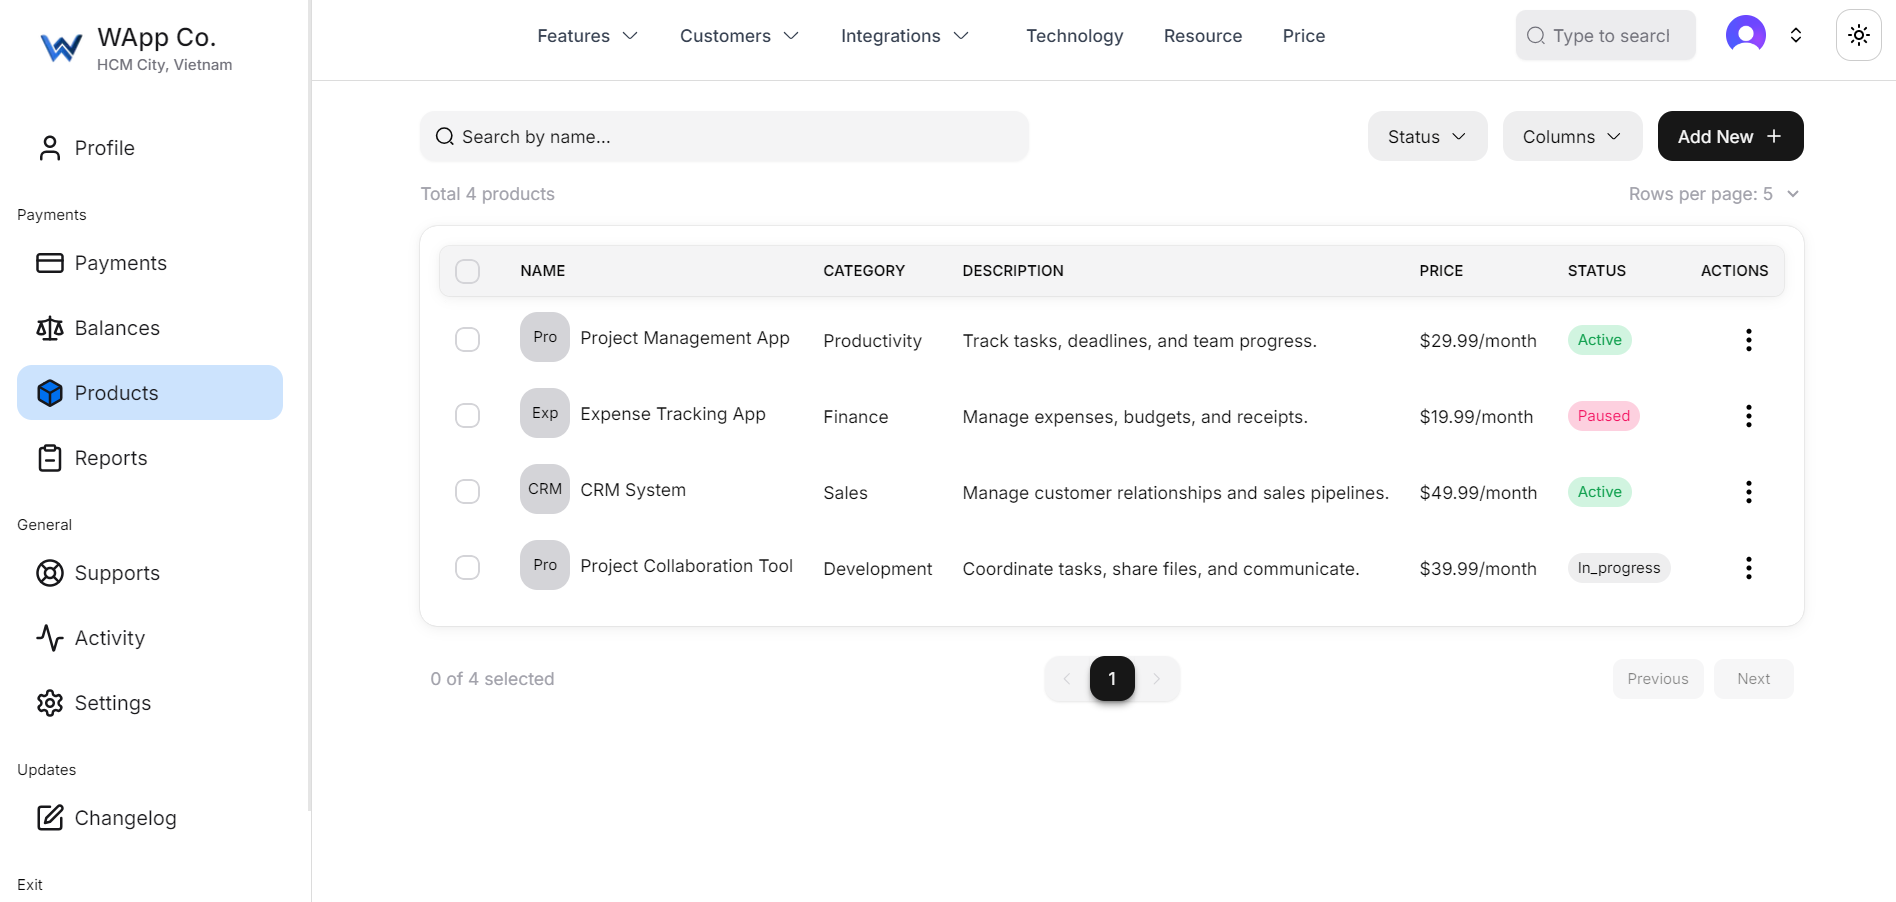 WApp Co.
HCM City, Vietnam
Profile
Payments
Payments
Balances
Products
Reports
General
Supports
Activity
Settings
Updates
Changelog
Exit
Features Customers Integrations Technology Resource Price Type to search
Search by name...
Status Columns Add New
Total 4 products
Rows per page: 5
NAME CATEGORY DESCRIPTION PRICE STATUS ACTIONS
Pro Project Management App Productivity Track tasks, deadlines, and team progress. $29.99/month Active
Exp Expense Tracking App Finance Manage expenses, budgets, and receipts. $19.99/month Paused
CRM CRM System Sales Manage customer relationships and sales pipelines. $49.99/month Active
Pro Project Collaboration Tool Development Coordinate tasks, share files, and communicate. $39.99/month In_progress
0 of 4 selected
1
Previous Next